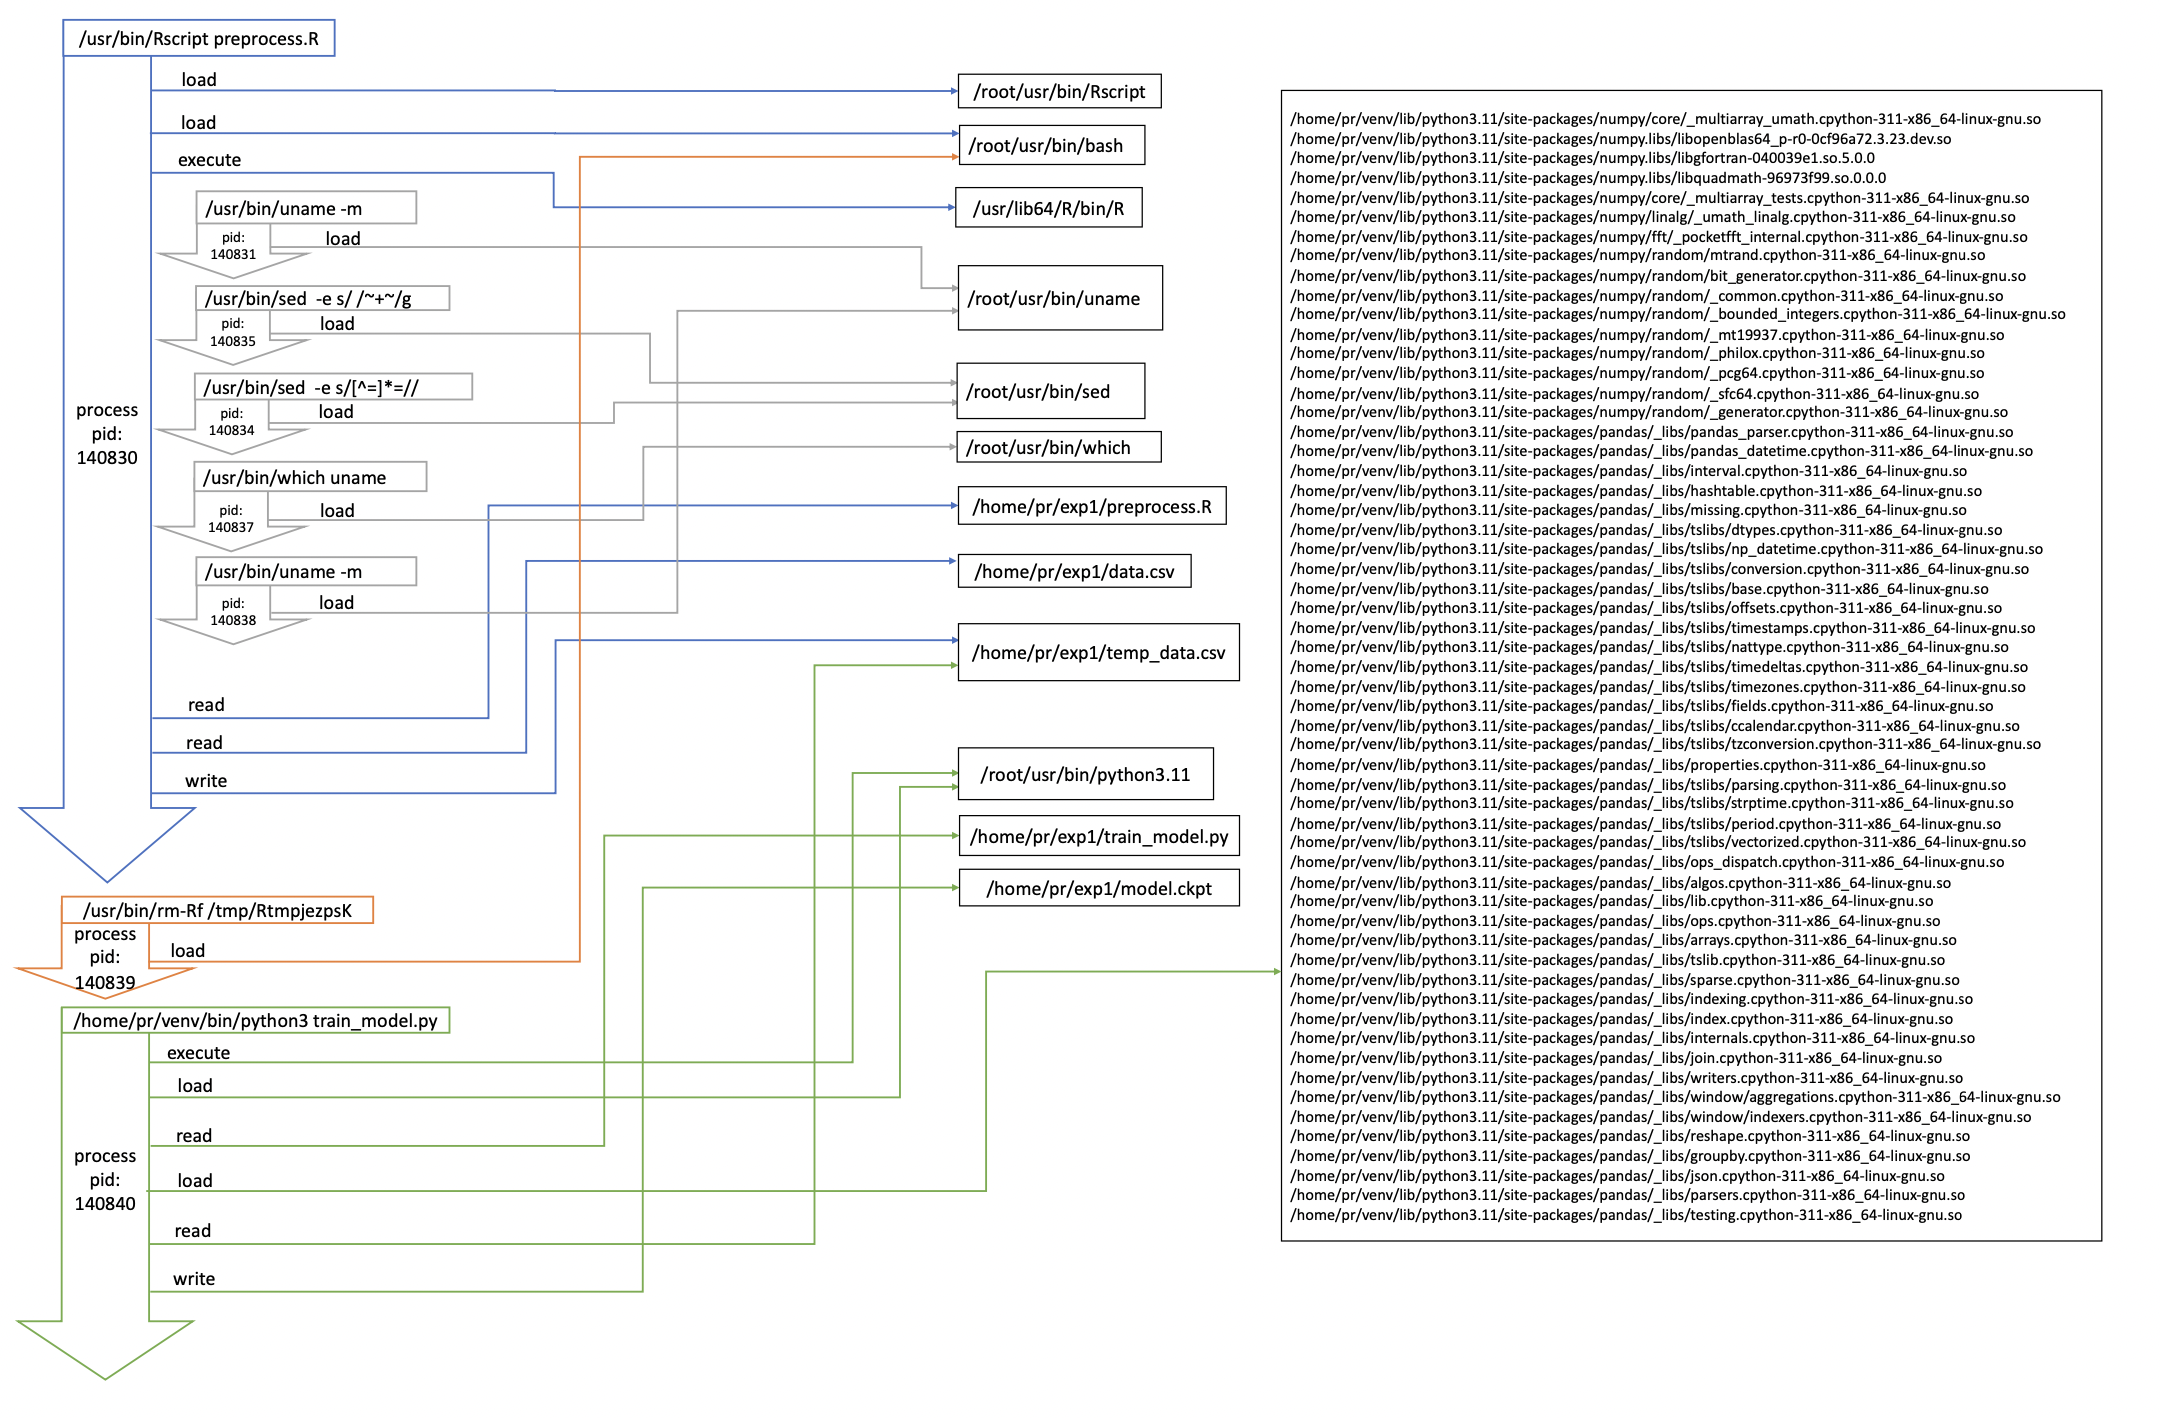 /usr/bin/Rscript preprocess.R
load
load
execute
/usr/bin/uname -m
pid:
140831
load
/usr/bin/sed  -e s/ /~+~/g
pid:
140835
load
/usr/bin/sed  -e s/[^=]*=//
pid:
140834
load
process
pid:
140830
/usr/bin/which uname
pid:
140837
load
/usr/bin/uname -m
pid:
140838
load
read
read
write
/usr/bin/rm-Rf /tmp/RtmpjezpsK
process
pid:
140839
load
/home/pr/venv/bin/python3 train_model.py
execute
load
read
process
pid:
140840
load
read
write
/root/usr/bin/Rscript
/root/usr/bin/bash
/usr/lib64/R/bin/R
/root/usr/bin/uname
/root/usr/bin/sed
/root/usr/bin/which
/home/pr/exp1/preprocess.R
/home/pr/exp1/data.csv
/home/pr/exp1/temp_data.csv
/root/usr/bin/python3.11
/home/pr/exp1/train_model.py
/home/pr/exp1/model.ckpt
/home/pr/venv/lib/python3.11/site-packages/numpy/core/_multiarray_umath.cpython-311-x86_64-linux-gnu.so
/home/pr/venv/lib/python3.11/site-packages/numpy.libs/libopenblas64_p-r0-0cf96a72.3.23.dev.so
/home/pr/venv/lib/python3.11/site-packages/numpy.libs/libgfortran-040039e1.so.5.0.0
/home/pr/venv/lib/python3.11/site-packages/numpy.libs/libquadmath-96973f99.so.0.0.0
/home/pr/venv/lib/python3.11/site-packages/numpy/core/_multiarray_tests.cpython-311-x86_64-linux-gnu.so
/home/pr/venv/lib/python3.11/site-packages/numpy/linalg/_umath_linalg.cpython-311-x86_64-linux-gnu.so
/home/pr/venv/lib/python3.11/site-packages/numpy/fft/_pocketfft_internal.cpython-311-x86_64-linux-gnu.so
/home/pr/venv/lib/python3.11/site-packages/numpy/random/mtrand.cpython-311-x86_64-linux-gnu.so
/home/pr/venv/lib/python3.11/site-packages/numpy/random/bit_generator.cpython-311-x86_64-linux-gnu.so
/home/pr/venv/lib/python3.11/site-packages/numpy/random/_common.cpython-311-x86_64-linux-gnu.so
/home/pr/venv/lib/python3.11/site-packages/numpy/random/_bounded_integers.cpython-311-x86_64-linux-gnu.so
/home/pr/venv/lib/python3.11/site-packages/numpy/random/_mt19937.cpython-311-x86_64-linux-gnu.so
/home/pr/venv/lib/python3.11/site-packages/numpy/random/_philox.cpython-311-x86_64-linux-gnu.so
/home/pr/venv/lib/python3.11/site-packages/numpy/random/_pcg64.cpython-311-x86_64-linux-gnu.so
/home/pr/venv/lib/python3.11/site-packages/numpy/random/_sfc64.cpython-311-x86_64-linux-gnu.so
/home/pr/venv/lib/python3.11/site-packages/numpy/random/_generator.cpython-311-x86_64-linux-gnu.so
/home/pr/venv/lib/python3.11/site-packages/pandas/_libs/pandas_parser.cpython-311-x86_64-linux-gnu.so
/home/pr/venv/lib/python3.11/site-packages/pandas/_libs/pandas_datetime.cpython-311-x86_64-linux-gnu.so
/home/pr/venv/lib/python3.11/site-packages/pandas/_libs/interval.cpython-311-x86_64-linux-gnu.so
/home/pr/venv/lib/python3.11/site-packages/pandas/_libs/hashtable.cpython-311-x86_64-linux-gnu.so
/home/pr/venv/lib/python3.11/site-packages/pandas/_libs/missing.cpython-311-x86_64-linux-gnu.so
/home/pr/venv/lib/python3.11/site-packages/pandas/_libs/tslibs/dtypes.cpython-311-x86_64-linux-gnu.so
/home/pr/venv/lib/python3.11/site-packages/pandas/_libs/tslibs/np_datetime.cpython-311-x86_64-linux-gnu.so
/home/pr/venv/lib/python3.11/site-packages/pandas/_libs/tslibs/conversion.cpython-311-x86_64-linux-gnu.so
/home/pr/venv/lib/python3.11/site-packages/pandas/_libs/tslibs/base.cpython-311-x86_64-linux-gnu.so
/home/pr/venv/lib/python3.11/site-packages/pandas/_libs/tslibs/offsets.cpython-311-x86_64-linux-gnu.so
/home/pr/venv/lib/python3.11/site-packages/pandas/_libs/tslibs/timestamps.cpython-311-x86_64-linux-gnu.so
/home/pr/venv/lib/python3.11/site-packages/pandas/_libs/tslibs/nattype.cpython-311-x86_64-linux-gnu.so
/home/pr/venv/lib/python3.11/site-packages/pandas/_libs/tslibs/timedeltas.cpython-311-x86_64-linux-gnu.so
/home/pr/venv/lib/python3.11/site-packages/pandas/_libs/tslibs/timezones.cpython-311-x86_64-linux-gnu.so
/home/pr/venv/lib/python3.11/site-packages/pandas/_libs/tslibs/fields.cpython-311-x86_64-linux-gnu.so
/home/pr/venv/lib/python3.11/site-packages/pandas/_libs/tslibs/ccalendar.cpython-311-x86_64-linux-gnu.so
/home/pr/venv/lib/python3.11/site-packages/pandas/_libs/tslibs/tzconversion.cpython-311-x86_64-linux-gnu.so
/home/pr/venv/lib/python3.11/site-packages/pandas/_libs/properties.cpython-311-x86_64-linux-gnu.so
/home/pr/venv/lib/python3.11/site-packages/pandas/_libs/tslibs/parsing.cpython-311-x86_64-linux-gnu.so
/home/pr/venv/lib/python3.11/site-packages/pandas/_libs/tslibs/strptime.cpython-311-x86_64-linux-gnu.so
/home/pr/venv/lib/python3.11/site-packages/pandas/_libs/tslibs/period.cpython-311-x86_64-linux-gnu.so
/home/pr/venv/lib/python3.11/site-packages/pandas/_libs/tslibs/vectorized.cpython-311-x86_64-linux-gnu.so
/home/pr/venv/lib/python3.11/site-packages/pandas/_libs/ops_dispatch.cpython-311-x86_64-linux-gnu.so
/home/pr/venv/lib/python3.11/site-packages/pandas/_libs/algos.cpython-311-x86_64-linux-gnu.so
/home/pr/venv/lib/python3.11/site-packages/pandas/_libs/lib.cpython-311-x86_64-linux-gnu.so
/home/pr/venv/lib/python3.11/site-packages/pandas/_libs/ops.cpython-311-x86_64-linux-gnu.so
/home/pr/venv/lib/python3.11/site-packages/pandas/_libs/arrays.cpython-311-x86_64-linux-gnu.so
/home/pr/venv/lib/python3.11/site-packages/pandas/_libs/tslib.cpython-311-x86_64-linux-gnu.so
/home/pr/venv/lib/python3.11/site-packages/pandas/_libs/sparse.cpython-311-x86_64-linux-gnu.so
/home/pr/venv/lib/python3.11/site-packages/pandas/_libs/indexing.cpython-311-x86_64-linux-gnu.so
/home/pr/venv/lib/python3.11/site-packages/pandas/_libs/index.cpython-311-x86_64-linux-gnu.so
/home/pr/venv/lib/python3.11/site-packages/pandas/_libs/internals.cpython-311-x86_64-linux-gnu.so
/home/pr/venv/lib/python3.11/site-packages/pandas/_libs/join.cpython-311-x86_64-linux-gnu.so
/home/pr/venv/lib/python3.11/site-packages/pandas/_libs/writers.cpython-311-x86_64-linux-gnu.so
/home/pr/venv/lib/python3.11/site-packages/pandas/_libs/window/aggregations.cpython-311-x86_64-linux-gnu.so
/home/pr/venv/lib/python3.11/site-packages/pandas/_libs/window/indexers.cpython-311-x86_64-linux-gnu.so
/home/pr/venv/lib/python3.11/site-packages/pandas/_libs/reshape.cpython-311-x86_64-linux-gnu.so
/home/pr/venv/lib/python3.11/site-packages/pandas/_libs/groupby.cpython-311-x86_64-linux-gnu.so
/home/pr/venv/lib/python3.11/site-packages/pandas/_libs/json.cpython-311-x86_64-linux-gnu.so
/home/pr/venv/lib/python3.11/site-packages/pandas/_libs/parsers.cpython-311-x86_64-linux-gnu.so
/home/pr/venv/lib/python3.11/site-packages/pandas/_libs/testing.cpython-311-x86_64-linux-gnu.so